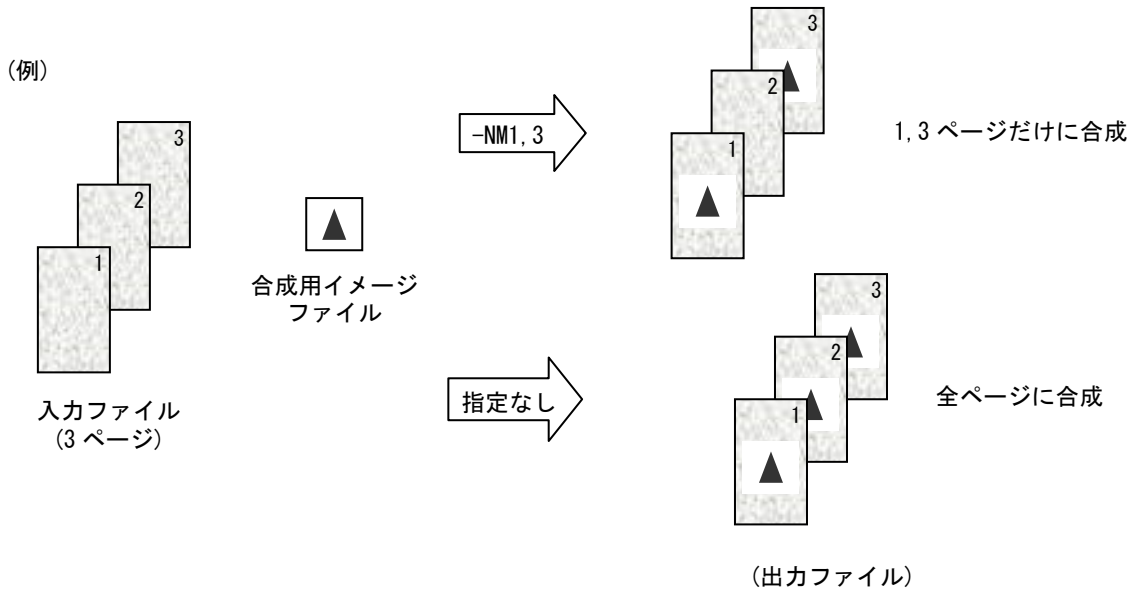 (例)
3
2
1
入力ファイル
(3 ページ)
合成用イメージ
ファイル
-NM1,3
3
2
1
1,3 ページだけに合成
指定なし
3
2
1
全ページに合成
(出力ファイル)